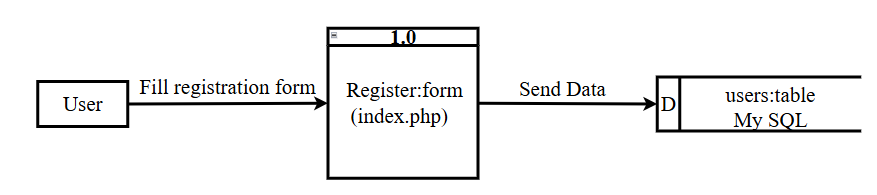 1.0
Fill registration form
User
Register:form
(index.php)
Send Data
D
users:table
My SQL